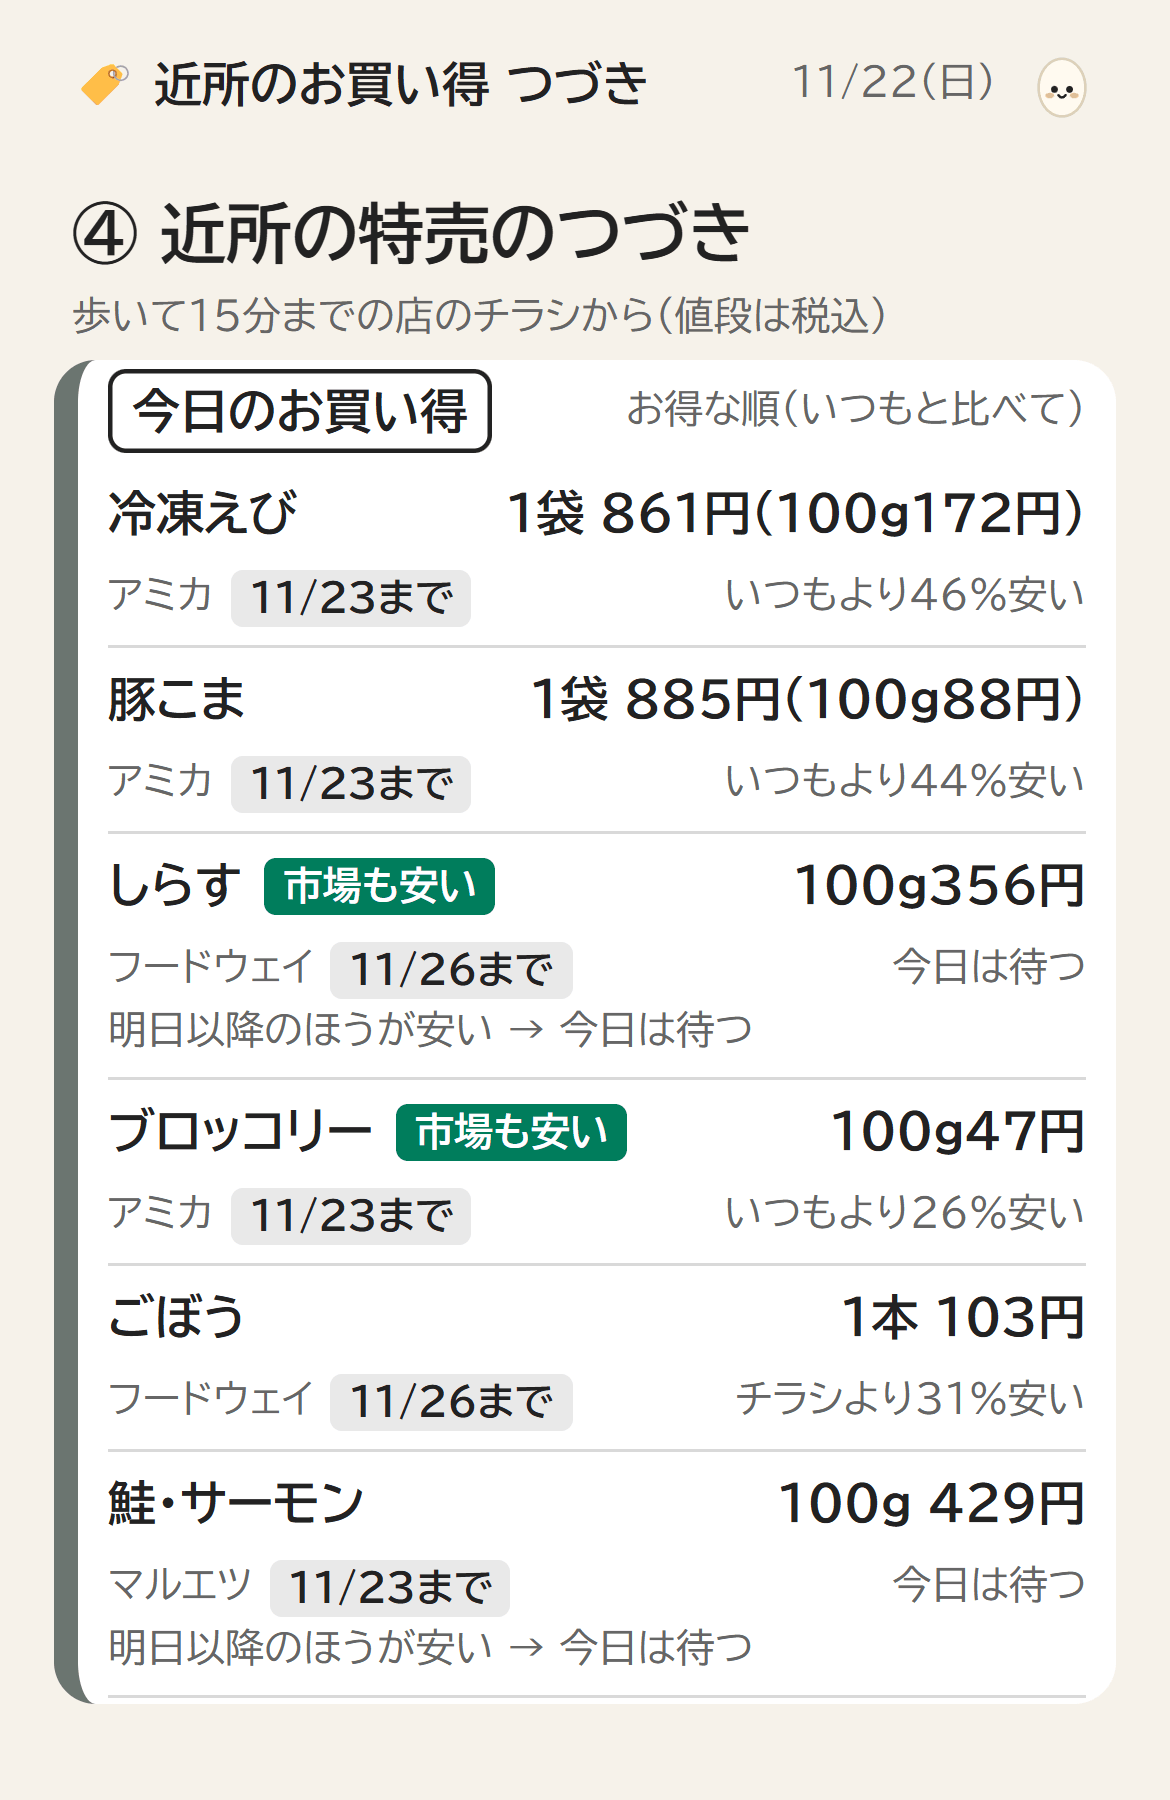 近所のお買い得 つづき 11/22(日)
④ 近所の特売のつづき
歩いて15分までの店のチラシから(値段は税込)
今日のお買い得 お得な順(いつもと比べて)
冷凍えび 1袋 861円(100g172円)
アミカ 11/23まで いつもより46%安い
豚こま 1袋 885円(100g88円)
アミカ 11/23まで いつもより44%安い
しらす 市場も安い 100g356円
フードウェイ 11/26まで 今日は待つ
明日以降のほうが安い → 今日は待つ
ブロッコリー 市場も安い 100g47円
アミカ 11/23まで いつもより26%安い
ごぼう 1本 103円
フードウェイ 11/26まで チラシより31%安い
鮭・サーモン 100g 429円
マルエツ 11/23まで 今日は待つ
明日以降のほうが安い → 今日は待つ